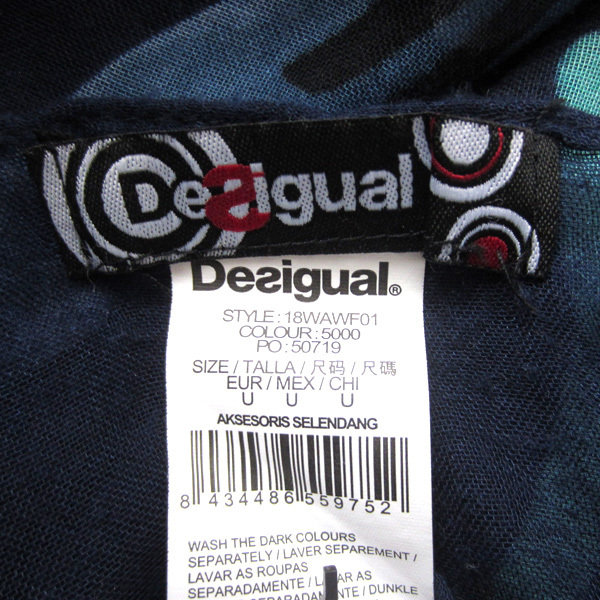 Desigual
Desigual®
STYLE : 18WAWF01
COLOUR : 5000
PO : 50719
SIZE / TALLA / 尺码 / 尺碼
EUR / MEX / CHI
U U U
AKSESORIS SELENDANG
8 434486 559752
WASH THE DARK COLOURS
SEPARATELY / LAVER SEPAREMENT /
LAVAR AS ROUPAS
SEPARADAMENTE / LAVAR AS
SEPARADAMENTE / DUNKLE